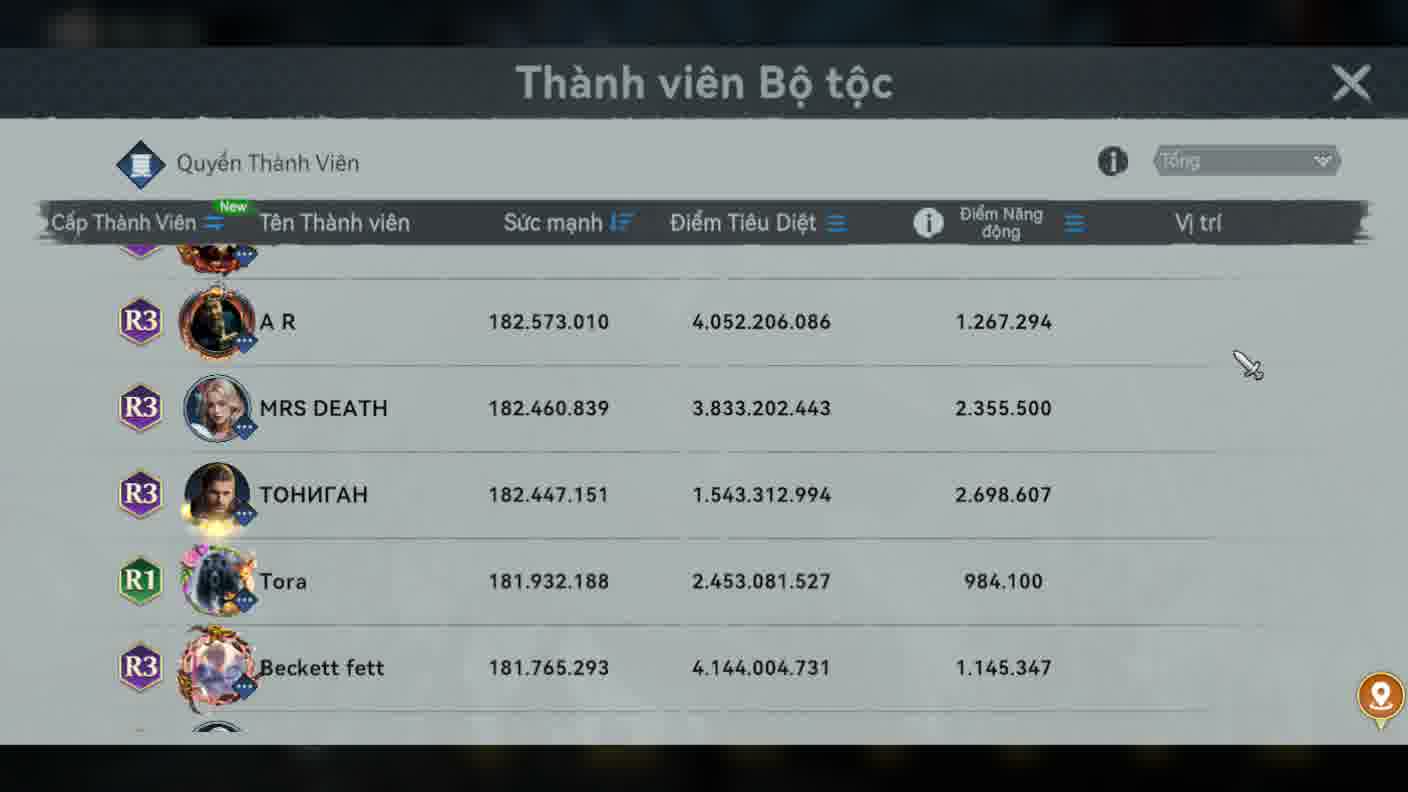 Thành viên Bộ tộc
Quyền Thành Viên
Tổng
New
Cấp Thành Viên Tên Thành viên Sức mạnh Điểm Tiêu Diệt Điểm Năng động Vị trí
R3 A R 182.573.010 4.052.206.086 1.267.294
R3 MRS DEATH 182.460.839 3.833.202.443 2.355.500
R3 ТОНИГАН 182.447.151 1.543.312.994 2.698.607
R1 Tora 181.932.188 2.453.081.527 984.100
R3 Beckett fett 181.765.293 4.144.004.731 1.145.347